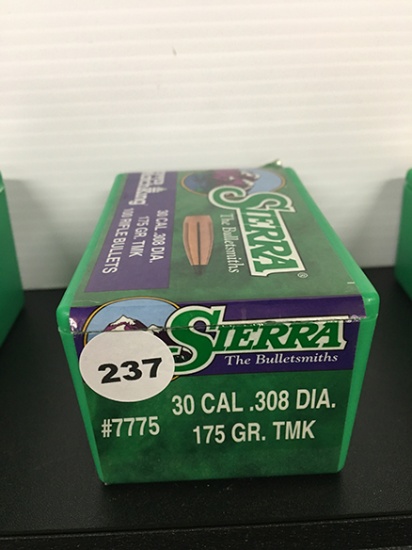 SIERRA
®
The Bulletsmiths
30 CAL .308 DIA.
175 GR. TMK
100 RIFLE BULLETS
SIERRA
The Bulletsmiths
237
#7775
30 CAL .308 DIA.
175 GR. TMK